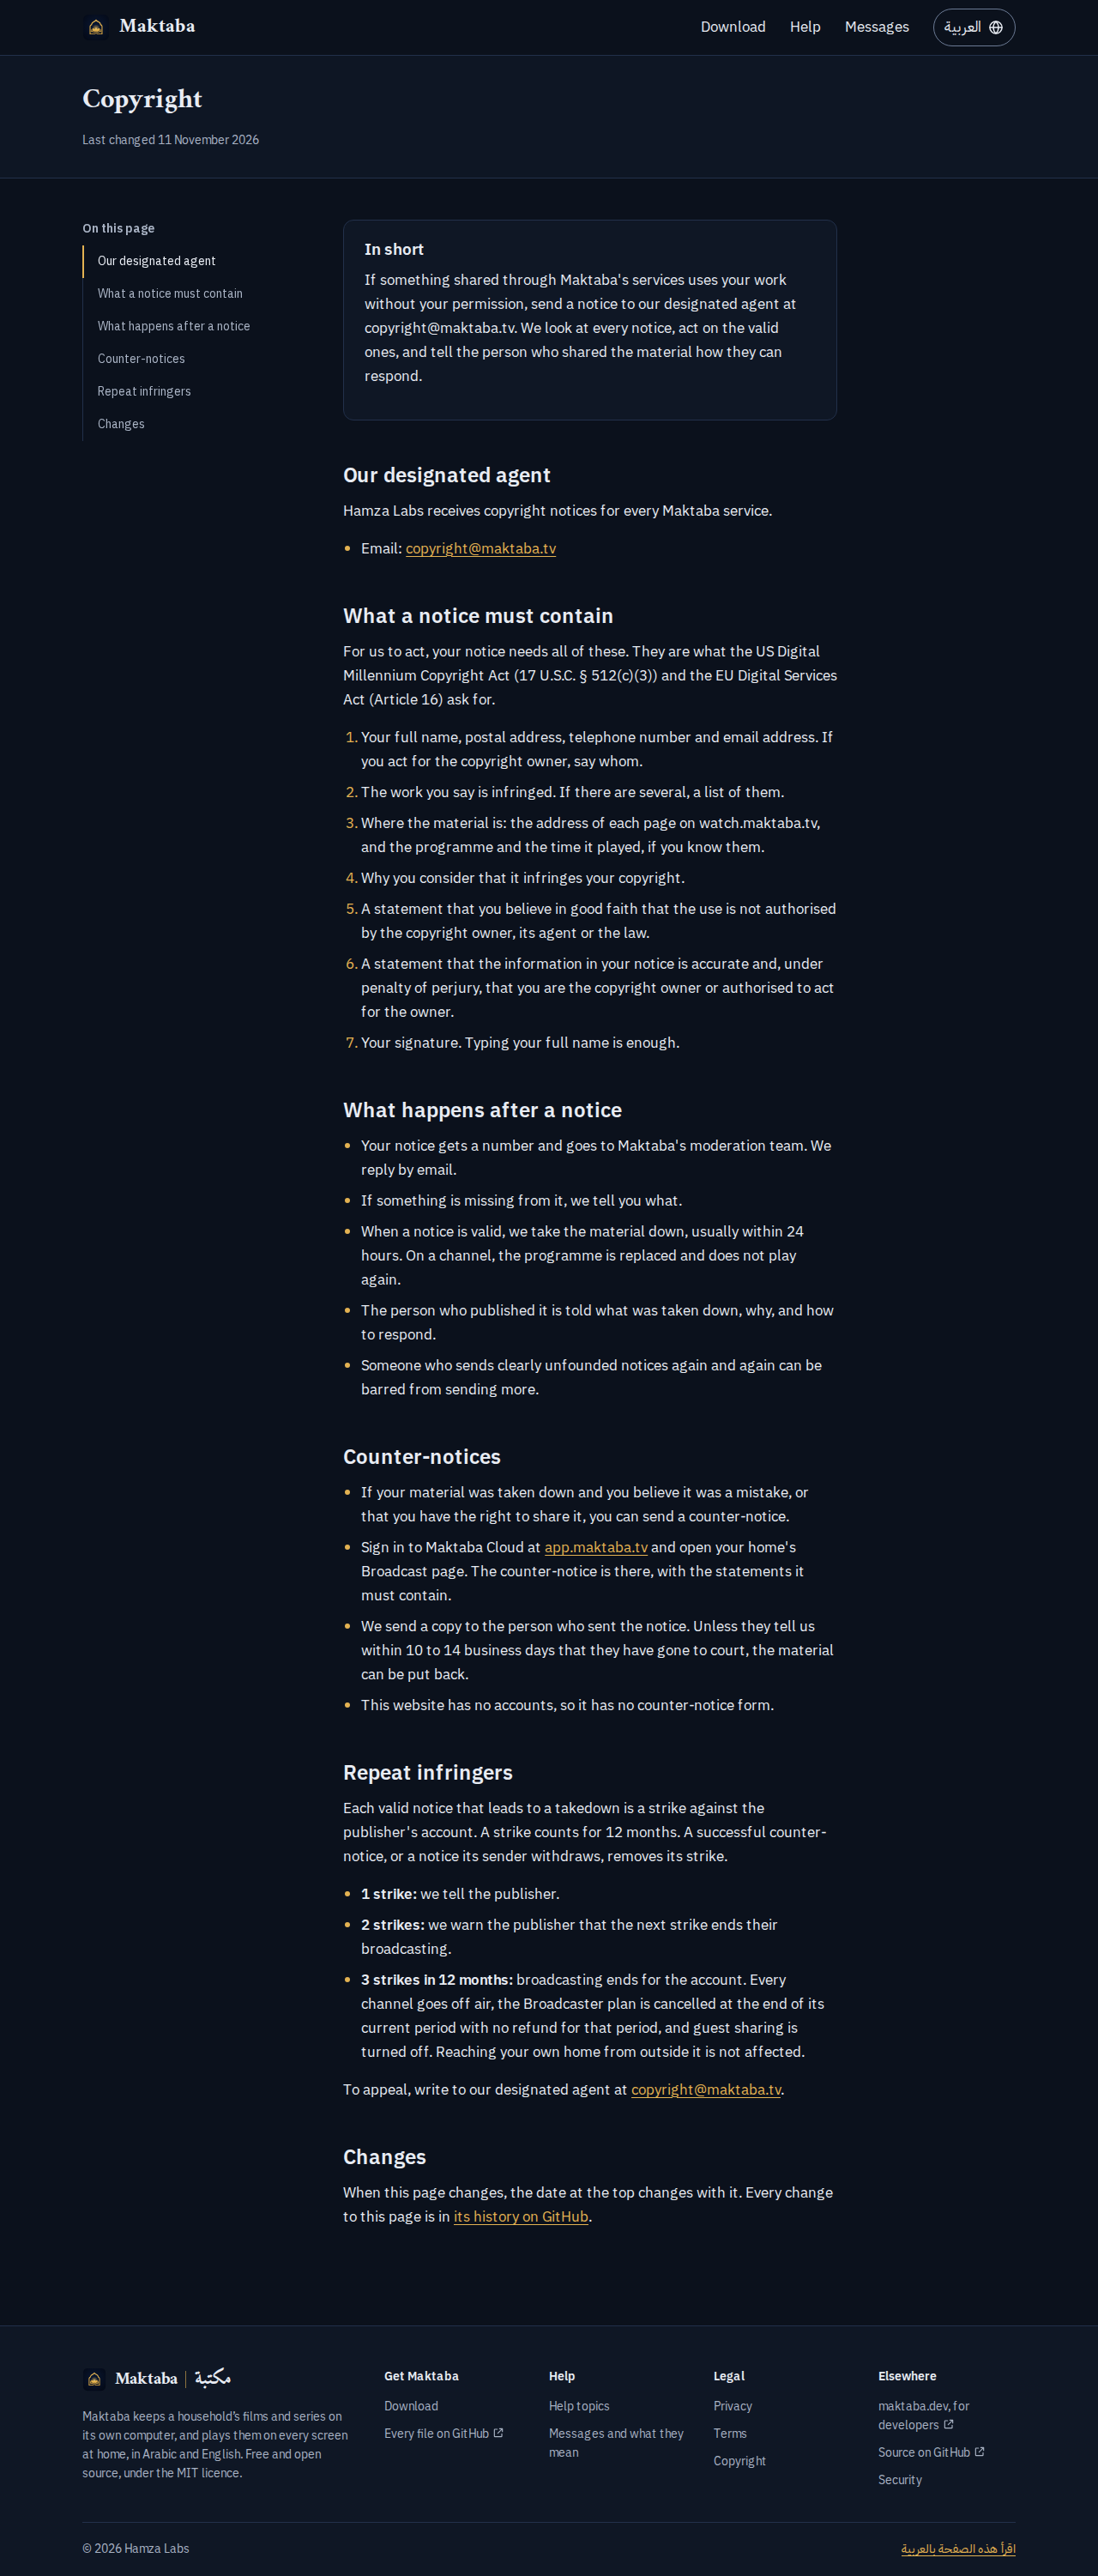 Maktaba
Download
Help
Messages
العربية
Copyright
Last changed 11 November 2026
On this page
Our designated agent
What a notice must contain
What happens after a notice
Counter-notices
Repeat infringers
Changes
In short
If something shared through Maktaba's services uses your work
without your permission, send a notice to our designated agent at
copyright@maktaba.tv. We look at every notice, act on the valid
ones, and tell the person who shared the material how they can
respond.
Our designated agent
Hamza Labs receives copyright notices for every Maktaba service.
• Email: copyright@maktaba.tv
What a notice must contain
For us to act, your notice needs all of these. They are what the US Digital
Millennium Copyright Act (17 U.S.C. § 512(c)(3)) and the EU Digital Services
Act (Article 16) ask for.
1. Your full name, postal address, telephone number and email address. If
you act for the copyright owner, say whom.
2. The work you say is infringed. If there are several, a list of them.
3. Where the material is: the address of each page on watch.maktaba.tv,
and the programme and the time it played, if you know them.
4. Why you consider that it infringes your copyright.
5. A statement that you believe in good faith that the use is not authorised
by the copyright owner, its agent or the law.
6. A statement that the information in your notice is accurate and, under
penalty of perjury, that you are the copyright owner or authorised to act
for the owner.
7. Your signature. Typing your full name is enough.
What happens after a notice
• Your notice gets a number and goes to Maktaba's moderation team. We
reply by email.
• If something is missing from it, we tell you what.
• When a notice is valid, we take the material down, usually within 24
hours. On a channel, the programme is replaced and does not play
again.
• The person who published it is told what was taken down, why, and how
to respond.
• Someone who sends clearly unfounded notices again and again can be
barred from sending more.
Counter-notices
• If your material was taken down and you believe it was a mistake, or
that you have the right to share it, you can send a counter-notice.
• Sign in to Maktaba Cloud at app.maktaba.tv and open your home's
Broadcast page. The counter-notice is there, with the statements it
must contain.
• We send a copy to the person who sent the notice. Unless they tell us
within 10 to 14 business days that they have gone to court, the material
can be put back.
• This website has no accounts, so it has no counter-notice form.
Repeat infringers
Each valid notice that leads to a takedown is a strike against the
publisher's account. A strike counts for 12 months. A successful counter-
notice, or a notice its sender withdraws, removes its strike.
• 1 strike: we tell the publisher.
• 2 strikes: we warn the publisher that the next strike ends their
broadcasting.
• 3 strikes in 12 months: broadcasting ends for the account. Every
channel goes off air, the Broadcaster plan is cancelled at the end of its
current period with no refund for that period, and guest sharing is
turned off. Reaching your own home from outside it is not affected.
To appeal, write to our designated agent at copyright@maktaba.tv.
Changes
When this page changes, the date at the top changes with it. Every change
to this page is in its history on GitHub.
Maktaba | مكتبة
Maktaba keeps a household's films and series on
its own computer, and plays them on every screen
at home, in Arabic and English. Free and open
source, under the MIT licence.
Get Maktaba
Download
Every file on GitHub
Help
Help topics
Messages and what they
mean
Legal
Privacy
Terms
Copyright
Elsewhere
maktaba.dev, for
developers
Source on GitHub
Security
© 2026 Hamza Labs
اقرأ هذه الصفحة بالعربية